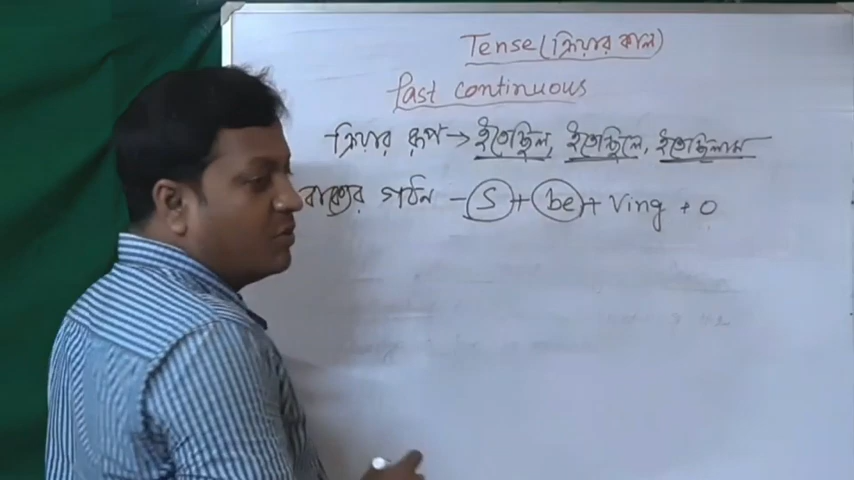 Tense (ক্রিয়ার কাল)
Past continuous
ক্রিয়ার রূপ → ইতেছিল, ইতেছিলে, ইতেছিলাম
বাক্যের গঠন - S + be + Ving + O